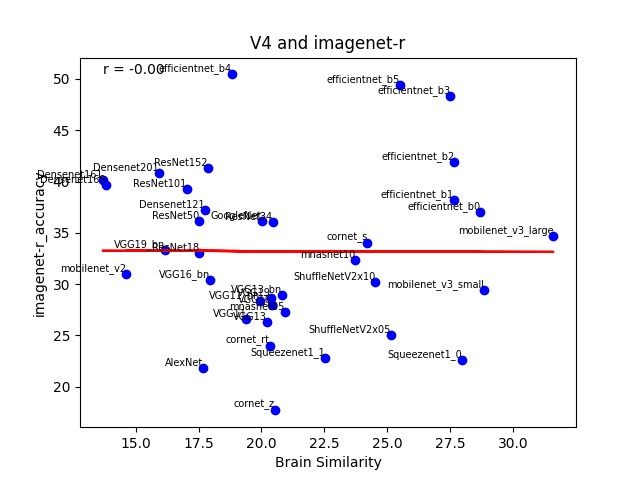 V4 and imagenet-r
r = -0.00
efficientnet_b4
efficientnet_b5
efficientnet_b3
efficientnet_b2
Densenet201
ResNet152
Densenet161
ResNet101
efficientnet_b1
Densenet121
efficientnet_b0
ResNet50
ResNet34
mobilenet_v3_large
cornet_s
VGG19_bn
ResNet18
mnasnet10
mobilenet_v2
VGG16_bn
ShuffleNetV2x10
mobilenet_v3_small
VGG13_bn
VGG13
ShuffleNetV2x05
cornet_rt
Squeezenet1_1
Squeezenet1_0
AlexNet
cornet_z
50
45
40
35
30
25
20
15.0 17.5 20.0 22.5 25.0 27.5 30.0
Brain Similarity
imagenet-r_accuracy